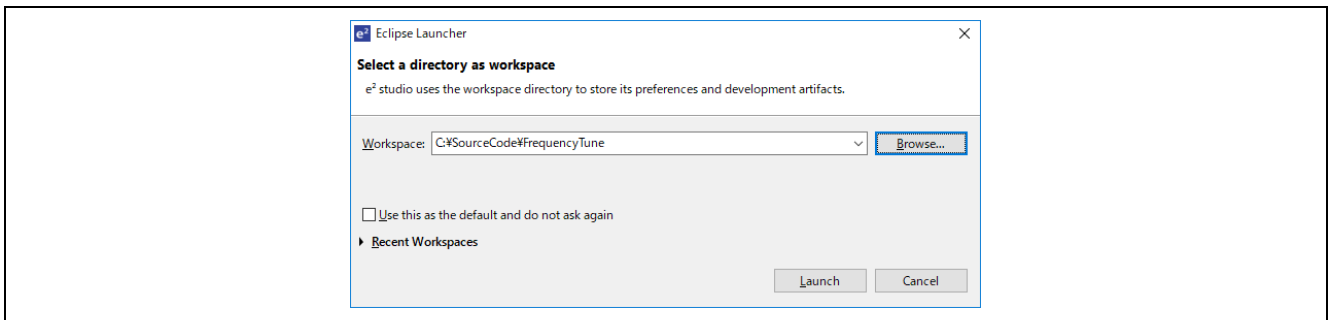 e² Eclipse Launcher
Select a directory as workspace
e² studio uses the workspace directory to store its preferences and development artifacts.
Workspace: C:¥SourceCode¥FrequencyTune Browse...
Use this as the default and do not ask again
Recent Workspaces
Launch Cancel